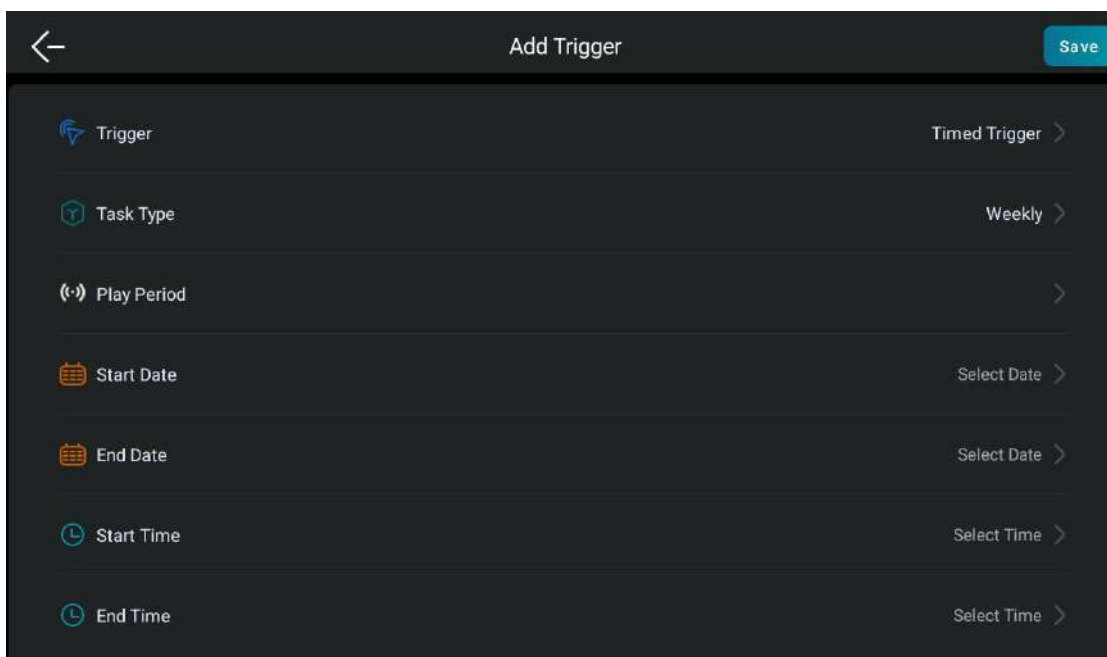 Add Trigger
Save
Trigger Timed Trigger
Task Type Weekly
Play Period
Start Date Select Date
End Date Select Date
Start Time Select Time
End Time Select Time